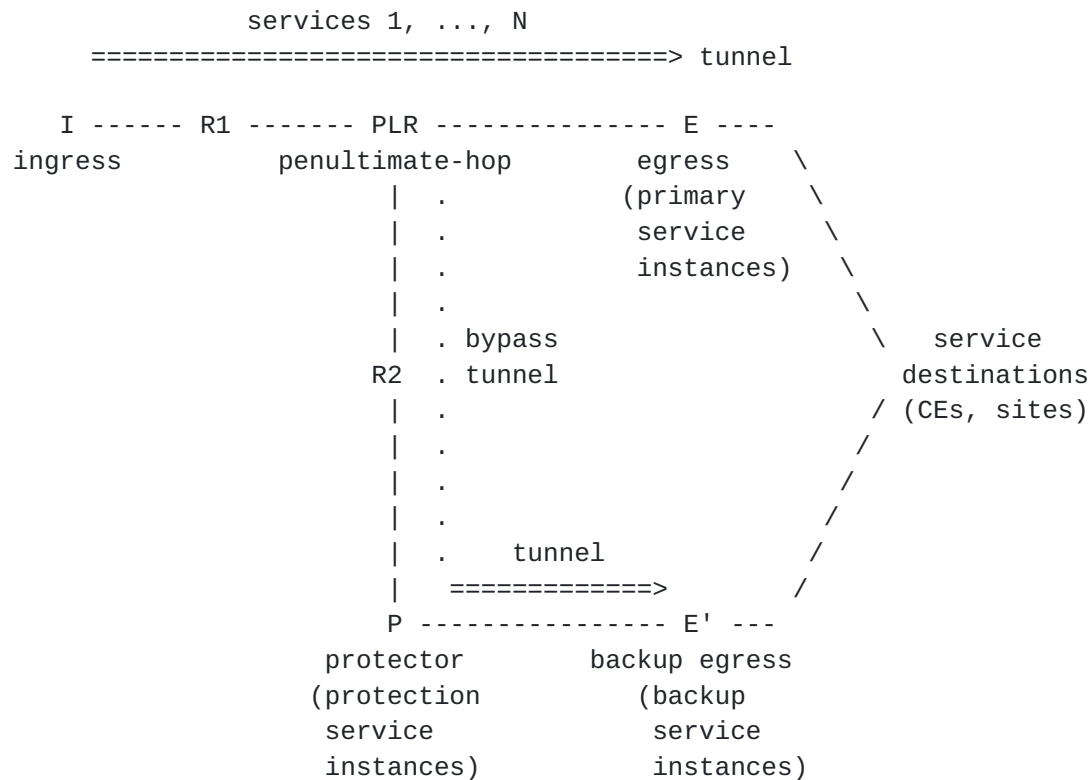 services 1, ..., N
=====================================> tunnel
I ------ R1 ------- PLR --------------- E ----
ingress penultimate-hop egress \
| . (primary \
| . service \
| . instances) \
| . \
| . bypass \ service
R2 . tunnel destinations
| . / (CEs, sites)
| . /
| . /
| . /
| . tunnel /
| =============> /
P ---------------- E' ---
protector backup egress
(protection (backup
service service
instances) instances)